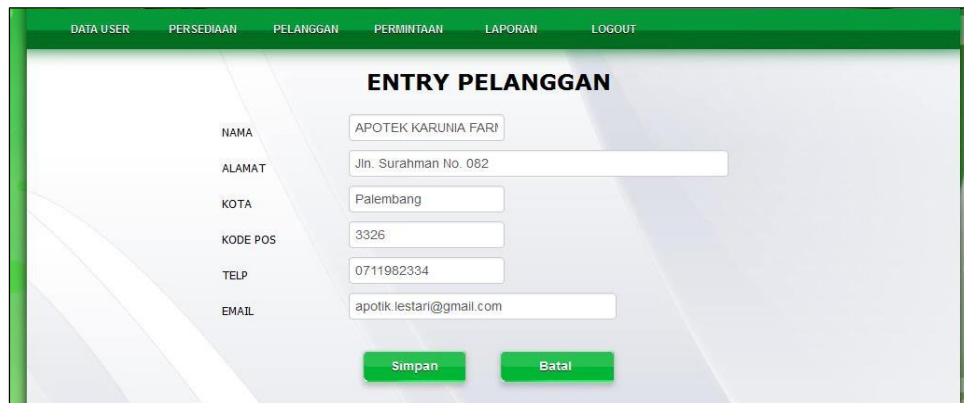 DATA USER PERSEDIAAN PELANGGAN PERMINTAAN LAPORAN LOGOUT
ENTRY PELANGGAN
NAMA APOTEK KARUNIA
ALAMAT Jln. Surahman No. 082
KOTA Palembang
KODE POS 3326
TELP 0711982334
EMAIL apotik.lestari@gmail.com
Simpan Batal